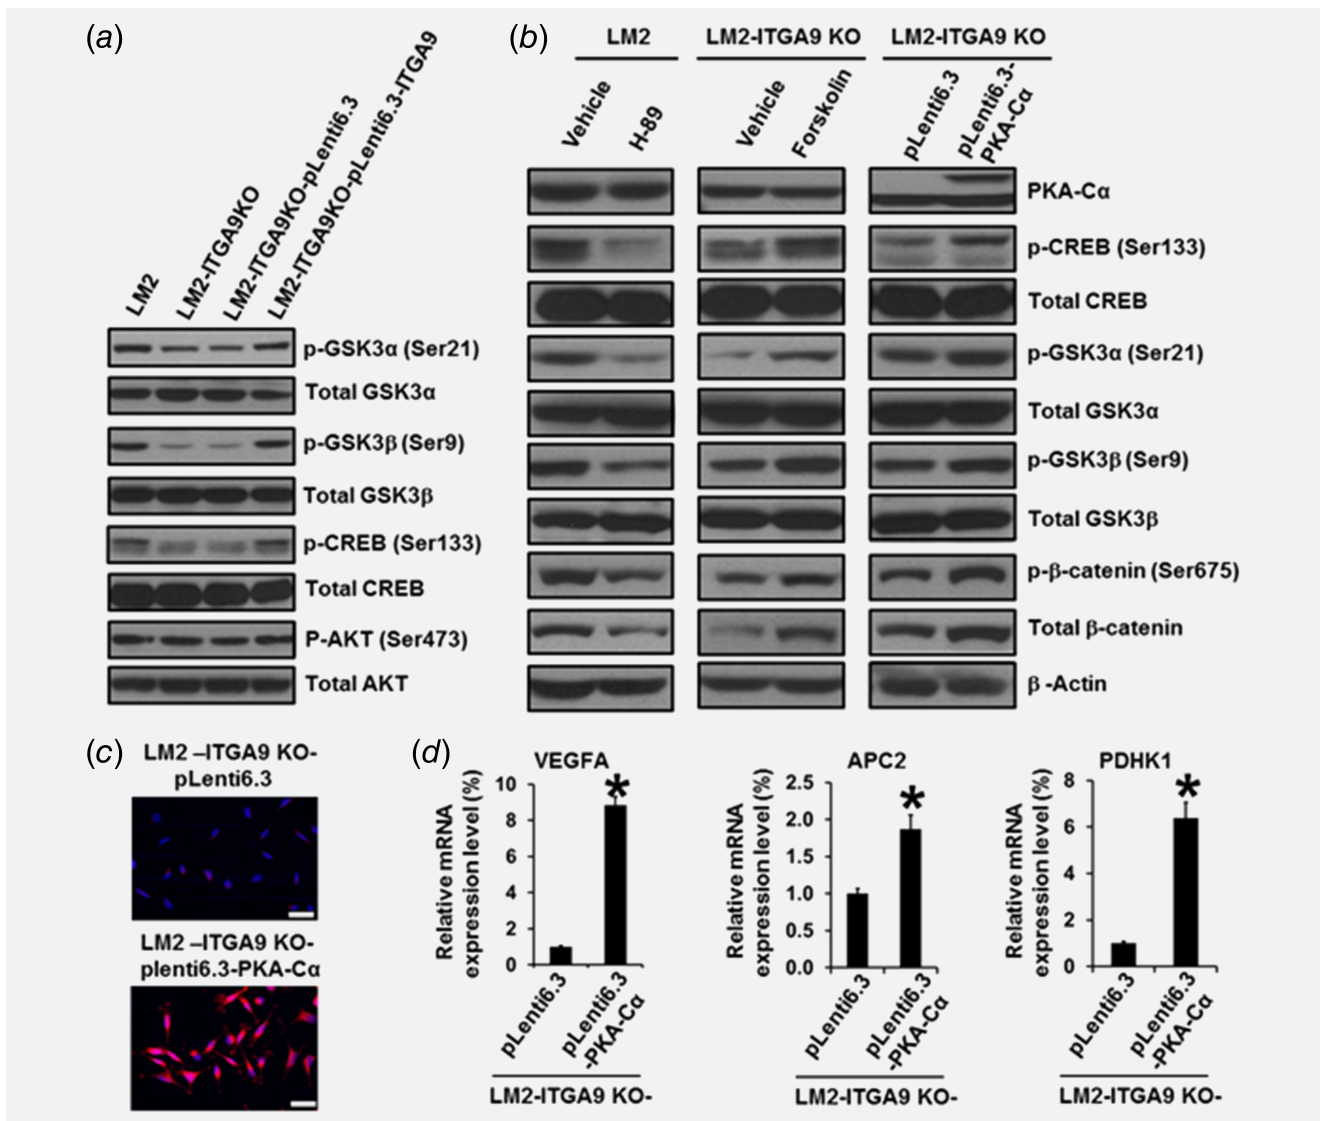 (a)
LM2
LM2-ITGA9KO
LM2-ITGA9KO-pLenti6.3
LM2-ITGA9KO-pLenti6.3-ITGA9
p-GSK3α (Ser21)
Total GSK3α
p-GSK3β (Ser9)
Total GSK3β
p-CREB (Ser133)
Total CREB
P-AKT (Ser473)
Total AKT
(b)
LM2
LM2-ITGA9 KO
LM2-ITGA9 KO
Vehicle
H-89
Vehicle
Forskolin
pLenti6.3
pLenti6.3-
PKA-Cα
PKA-Cα
p-CREB (Ser133)
Total CREB
p-GSK3α (Ser21)
Total GSK3α
p-GSK3β (Ser9)
Total GSK3β
p-β-catenin (Ser675)
Total β-catenin
β -Actin
(c)
LM2 –ITGA9 KO-
pLenti6.3
LM2 –ITGA9 KO-
plenti6.3-PKA-Cα
(d)
VEGFA
Relative mRNA
expression level (%)
10
8
6
4
2
0
*
pLenti6.3
pLenti6.3
-PKA-Cα
LM2-ITGA9 KO-
APC2
Relative mRNA
expression level (%)
2.5
2.0
1.5
1.0
0.5
0.0
*
pLenti6.3
pLenti6.3
-PKA-Cα
LM2-ITGA9 KO-
PDHK1
Relative mRNA
expression level (%)
8
6
4
2
0
*
pLenti6.3
pLenti6.3
-PKA-Cα
LM2-ITGA9 KO-